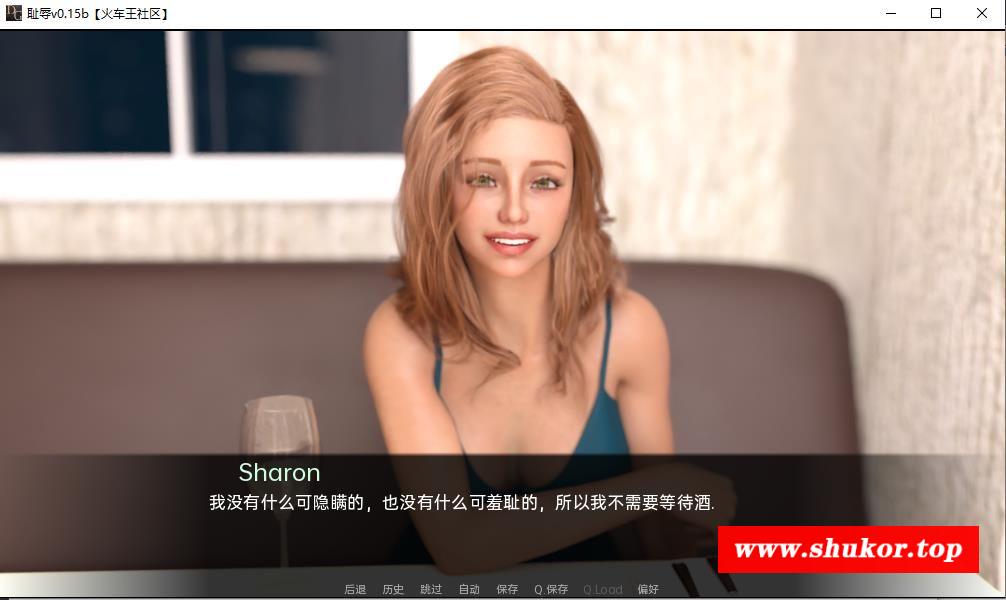 耻辱v0.15b【火车王社区】
Sharon
我没有什么可隐瞒的，也没有什么可羞耻的，所以我不需要等待酒.
www.shukor.top
后退 历史 跳过 自动 保存 Q.保存 Q.Load 偏好